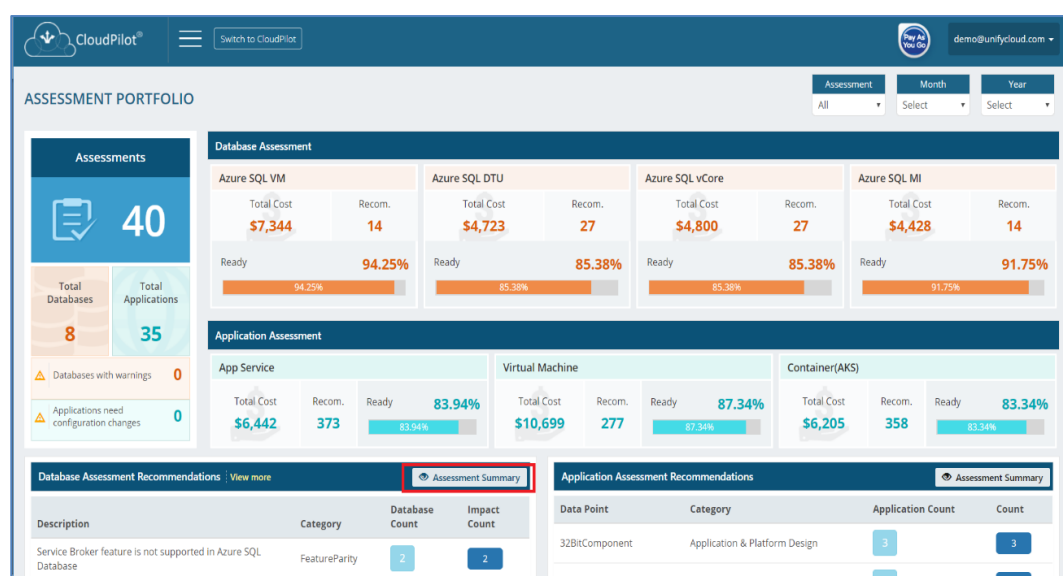 CloudPilot®
Switch to CloudPilot
Pay As You Go
demo@unifycloud.com
ASSESSMENT PORTFOLIO
Assessment Month Year
All Select Select
Assessments
40
Total Databases
8
Total Applications
35
Databases with warnings 0
Applications need configuration changes 0
Database Assessment
Azure SQL VM
Total Cost Recom.
$7,344 14
Ready 94.25%
94.25%
Azure SQL DTU
Total Cost Recom.
$4,723 27
Ready 85.38%
85.38%
Azure SQL vCore
Total Cost Recom.
$4,800 27
Ready 85.38%
85.38%
Azure SQL MI
Total Cost Recom.
$4,428 14
Ready 91.75%
91.75%
Application Assessment
App Service
Total Cost Recom. Ready 83.94%
$6,442 373 83.94%
Virtual Machine
Total Cost Recom. Ready 87.34%
$10,699 277 87.34%
Container(AKS)
Total Cost Recom. Ready 83.34%
$6,205 358 83.34%
Database Assessment Recommendations View more Assessment Summary
Description Category Database Count Impact Count
Service Broker feature is not supported in Azure SQL Database FeatureParity 2 2
Application Assessment Recommendations Assessment Summary
Data Point Category Application Count Count
32BitComponent Application & Platform Design 3 3